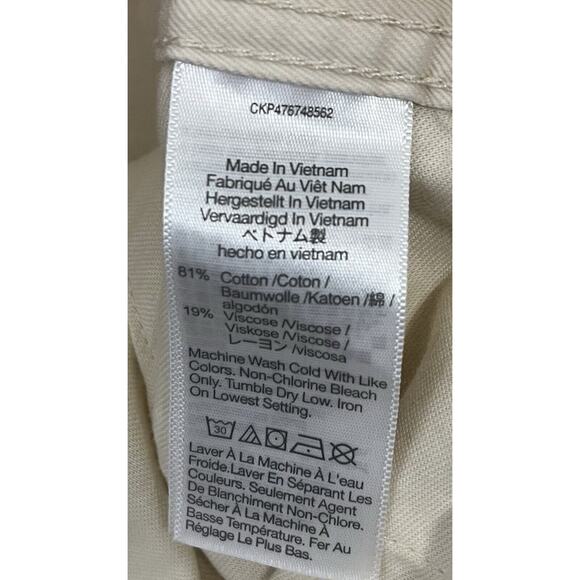 CKP476748562
Made In Vietnam
Fabriqué Au Viêt Nam
Hergestellt In Vietnam
Vervaardigd In Vietnam
ベトナム製
hecho en vietnam
81% Cotton /Coton /
Baumwolle /Katoen /綿 /
algodón
19% Viscose /Viscose /
Viskose /Viscose /
レーヨン /viscosa
Machine Wash Cold With Like
Colors. Non-Chlorine Bleach
Only. Tumble Dry Low. Iron
On Lowest Setting.
30
Laver À La Machine À L'eau
Froide.Laver En Séparant Les
Couleurs. Seulement Agent
De Blanchiment Non-Chlore.
Sécher À La Machine À
Basse Température. Fer Au
Réglage Le Plus Bas.